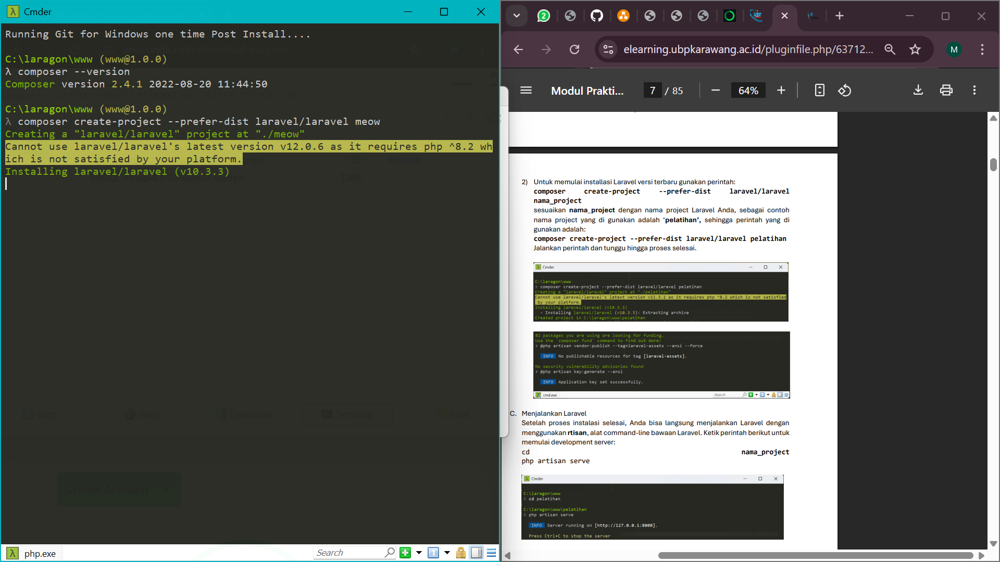 Cmder
Running Git for Windows one time Post Install....
C:\laragon\www (www@1.0.0)
λ composer --version
Composer version 2.4.1 2022-08-20 11:44:50
C:\laragon\www (www@1.0.0)
λ composer create-project --prefer-dist laravel/laravel meow
Creating a "laravel/laravel" project at "./meow"
Cannot use laravel/laravel's latest version v12.0.6 as it requires php ^8.2 wh
ich is not satisfied by your platform.
Installing laravel/laravel (v10.3.3)
80 Reload
3306
Stop Web Database Terminal Root
Create Account
php.exe
Search
1
2
elearning.ubpkarawang.ac.id/pluginfile.php/63712...
M
Modul Prakti...
7 / 85
64%
2) Untuk memulai installasi Laravel versi terbaru gunakan perintah:
composer create-project --prefer-dist laravel/laravel
nama_project
sesuaikan nama_project dengan nama project Laravel Anda, sebagai contoh
nama project yang di gunakan adalah ‘pelatihan’, sehingga perintah yang di
gunakan adalah:
composer create-project --prefer-dist laravel/laravel pelatihan
Jalankan perintah dan tunggu hingga proses selesai.
Cmder
C:\laragon\www
λ composer create-project --prefer-dist laravel/laravel pelatihan
Creating a "laravel/laravel" project at "./pelatihan"
Cannot use laravel/laravel's latest version v11.3.1 as it requires php ^8.2 which is not satisfied
by your platform.
Installing laravel/laravel (v10.3.3)
- Installing laravel/laravel (v10.3.3): Extracting archive
Created project in C:\laragon\www\pelatihan
82 packages you are using are looking for funding.
Use the `composer fund` command to find out more!
> @php artisan vendor:publish --tag=laravel-assets --ansi --force
INFO No publishable resources for tag [laravel-assets].
No security vulnerability advisories found
> @php artisan key:generate --ansi
INFO Application key set successfully.
cmd.exe
Search
C. Menjalankan Laravel
Setelah proses instalasi selesai, Anda bisa langsung menjalankan Laravel dengan
menggunakan rtisan, alat command-line bawaan Laravel. Ketik perintah berikut untuk
memulai development server:
cd nama_project
php artisan serve
Cmder
C:\laragon\www
λ cd pelatihan
C:\laragon\www\pelatihan
λ php artisan serve
INFO Server running on [http://127.0.0.1:8000].
Press Ctrl+C to stop the server